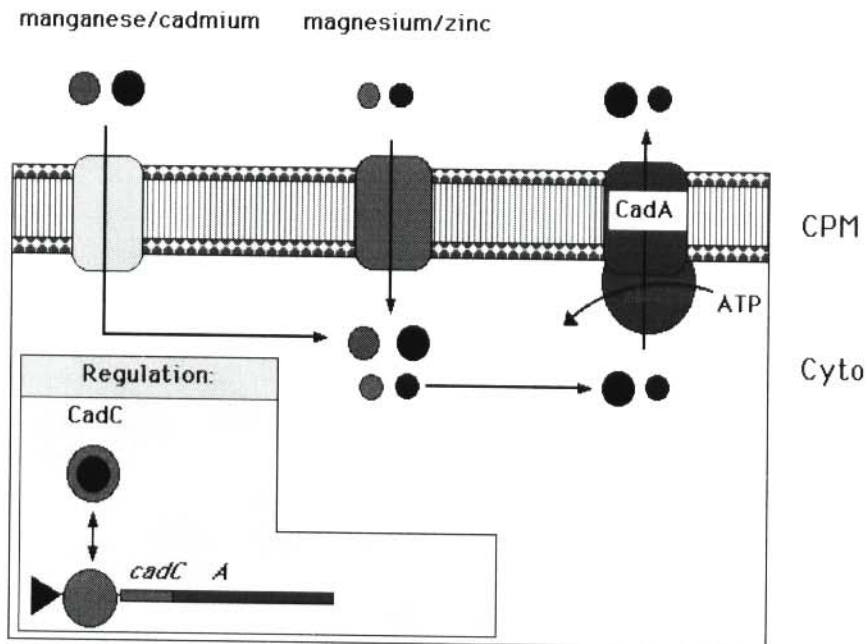 manganese/cadmium magnesium/zinc
CadA
CPM
ATP
Cyto
Regulation:
CadC
cadC A